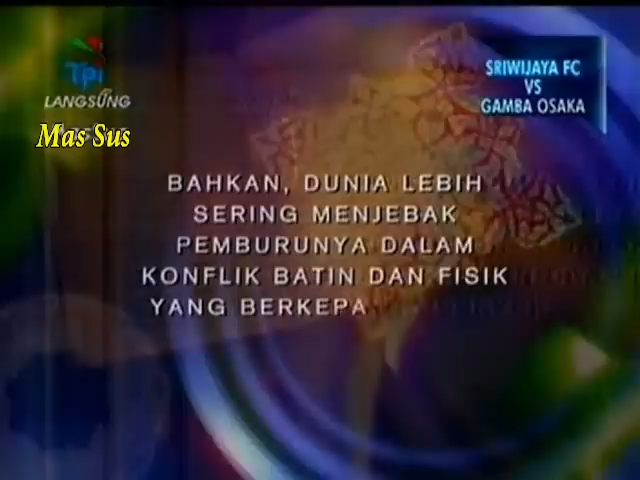 TPI
LANGSUNG
Mas Sus
SRIWIJAYA FC
VS
GAMBA OSAKA
BAHKAN, DUNIA LEBIH
SERING MENJEBAK
PEMBURUNYA DALAM
KONFLIK BATIN DAN FISIK
YANG BERKEPA